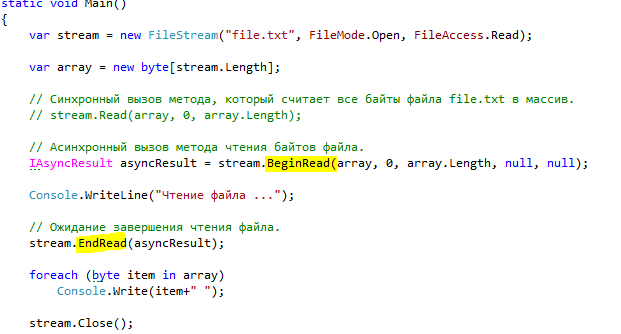 static void Main()
{
var stream = new FileStream("file.txt", FileMode.Open, FileAccess.Read);
var array = new byte[stream.Length];
// Синхронный вызов метода, который считает все байты файла file.txt в массив.
// stream.Read(array, 0, array.Length);
// Асинхронный вызов метода чтения байтов файла.
IAsyncResult asyncResult = stream.BeginRead(array, 0, array.Length, null, null);
Console.WriteLine("Чтение файла ...");
// Ожидание завершения чтения файла.
stream.EndRead(asyncResult);
foreach (byte item in array)
Console.Write(item+" ");
stream.Close();